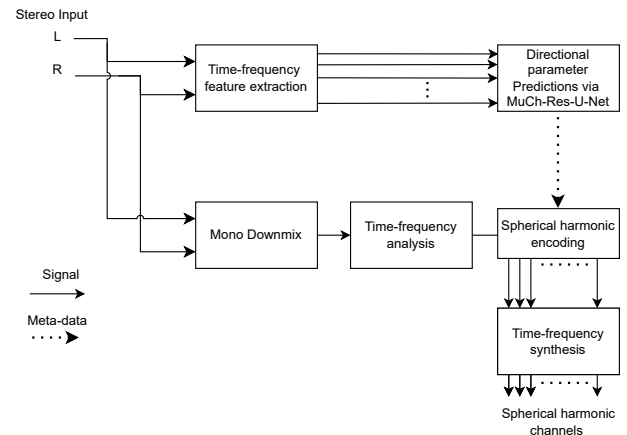 Stereo Input
L
R
Time-frequency
feature extraction
Directional
parameter
Predictions via
MuCh-Res-U-Net
Mono Downmix
Time-frequency
analysis
Spherical harmonic
encoding
Signal
Meta-data
Time-frequency
synthesis
Spherical harmonic
channels